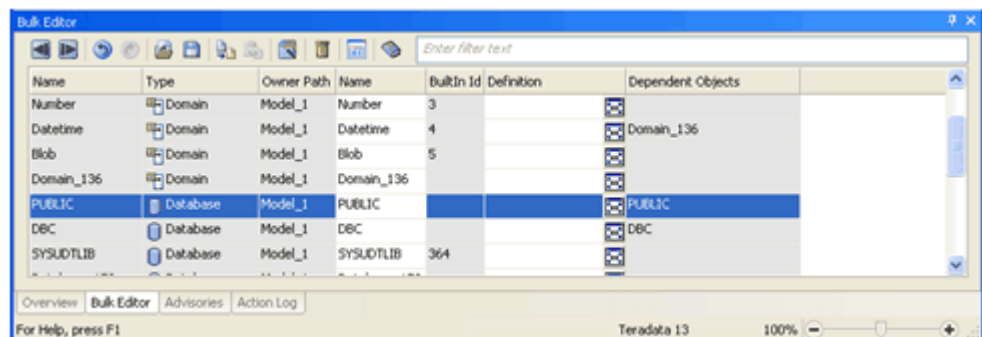 Bulk Editor
Enter filter text
Name Type Owner Path Name BuiltIn Id Definition Dependent Objects
Number Domain Model_1 Number 3
Datetime Domain Model_1 Datetime 4 Domain_136
Blob Domain Model_1 Blob 5
Domain_136 Domain Model_1 Domain_136
PUBLIC Database Model_1 PUBLIC PUBLIC
DBC Database Model_1 DBC DBC
SYSUDTLIB Database Model_1 SYSUDTLIB 364
Overview Bulk Editor Advisories Action Log
For Help, press F1 Teradata 13 100%